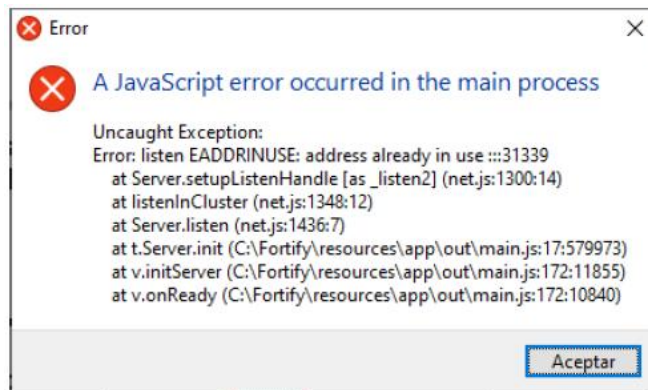 Error
A JavaScript error occurred in the main process
Uncaught Exception:
Error: listen EADDRINUSE: address already in use :::31339
at Server.setupListenHandle [as _listen2] (net.js:1300:14)
at listenInCluster (net.js:1348:12)
at Server.listen (net.js:1436:7)
at t.Server.init (C:\Fortify\resources\app\out\main.js:17:579973)
at v.initServer (C:\Fortify\resources\app\out\main.js:172:11855)
at v.onReady (C:\Fortify\resources\app\out\main.js:172:10840)
Aceptar